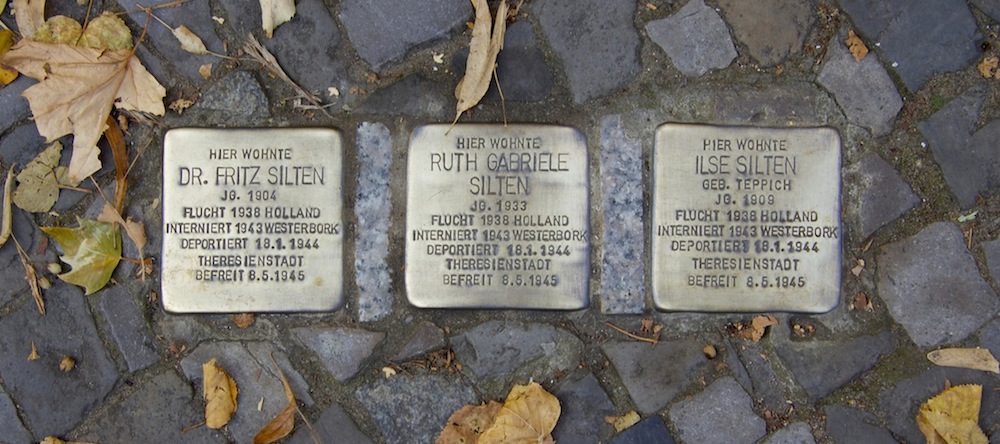 HIER WOHNTE
DR. FRITZ SILTEN
JG. 1904
FLUCHT 1938 HOLLAND
INTERNIERT 1943 WESTERBORK
DEPORTIERT 18.1.1944
THERESIENSTADT
BEFREIT 8.5.1945
HIER WOHNTE
RUTH GABRIELE
SILTEN
JG. 1933
FLUCHT 1938 HOLLAND
INTERNIERT 1943 WESTERBORK
DEPORTIERT 18.1.1944
THERESIENSTADT
BEFREIT 8.5.1945
HIER WOHNTE
ILSE SILTEN
GEB. TEPPICH
JG. 1909
FLUCHT 1938 HOLLAND
INTERNIERT 1943 WESTERBORK
DEPORTIERT 18.1.1944
THERESIENSTADT
BEFREIT 8.5.1945